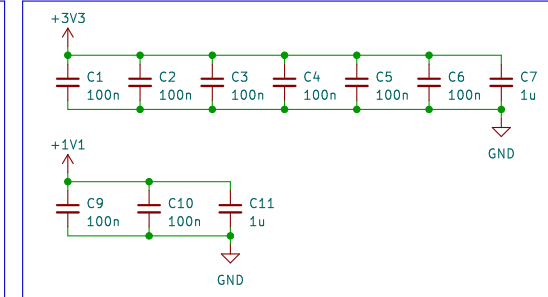 +3V3
C1 C2 C3 C4 C5 C6 C7
100n 100n 100n 100n 100n 100n 1u
GND
+1V1
C9 C10 C11
100n 100n 1u
GND